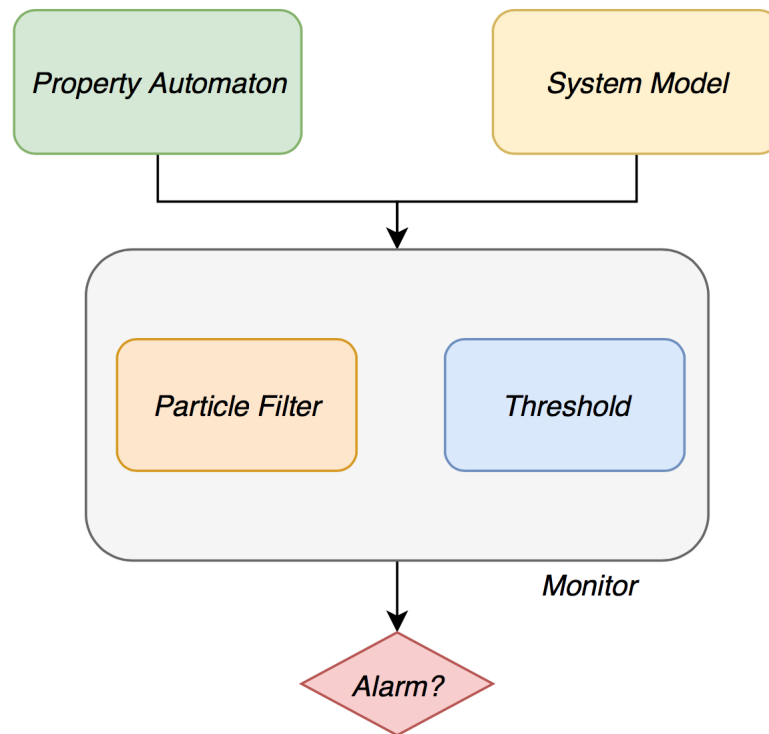 Property Automaton
System Model
Particle Filter
Threshold
Monitor
Alarm?